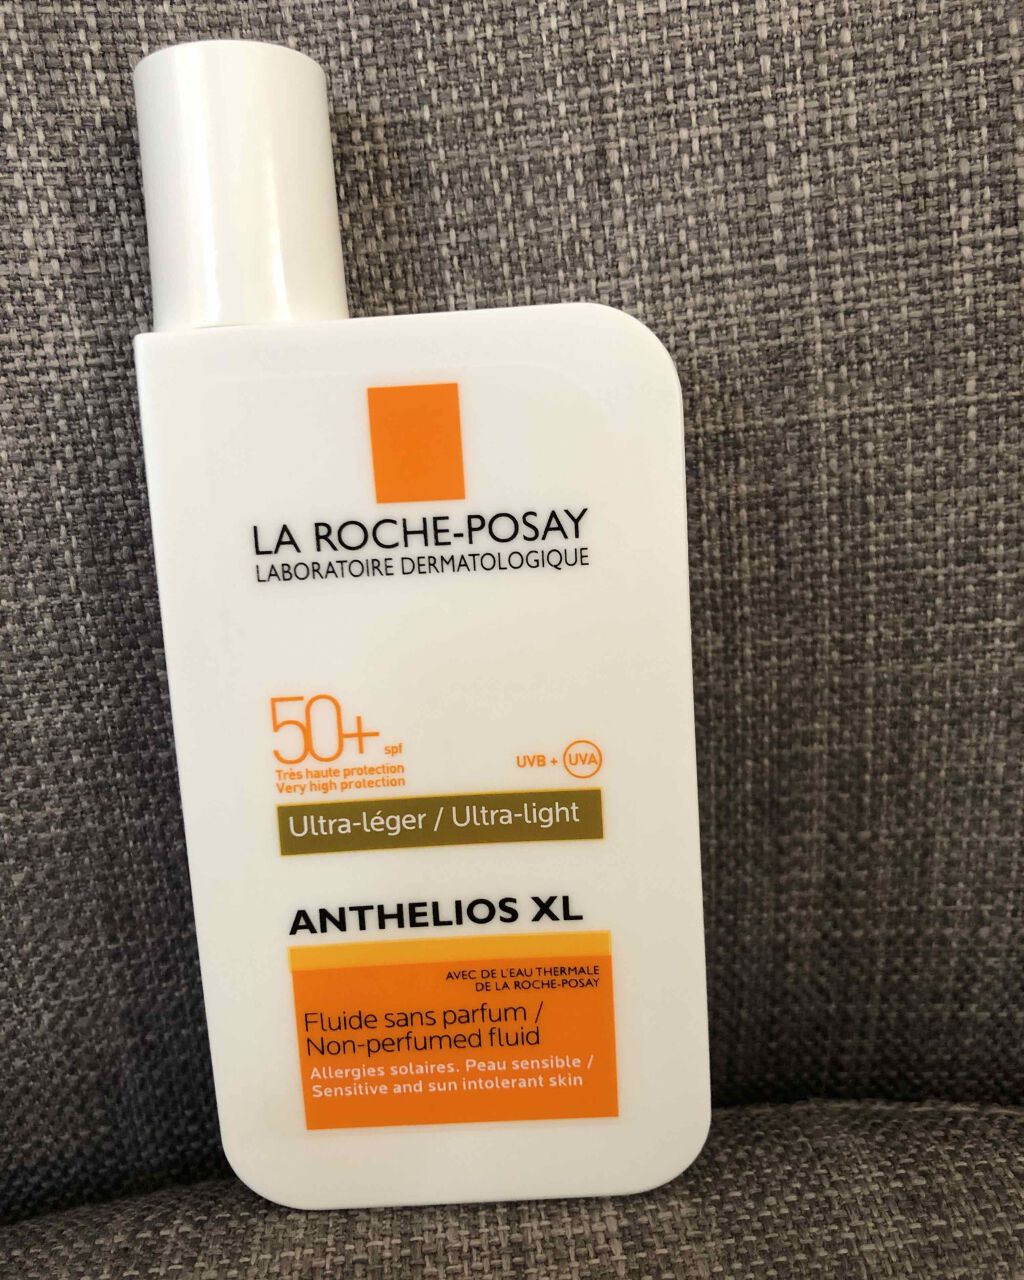 LA ROCHE-POSAY
LABORATOIRE DERMATOLOGIQUE
50+ spf
Très haute protection
Very high protection
UVB + UVA
Ultra-léger / Ultra-light
ANTHELIOS XL
AVEC DE L'EAU THERMALE
DE LA ROCHE-POSAY
Fluide sans parfum /
Non-perfumed fluid
Allergies solaires. Peau sensible /
Sensitive and sun intolerant skin